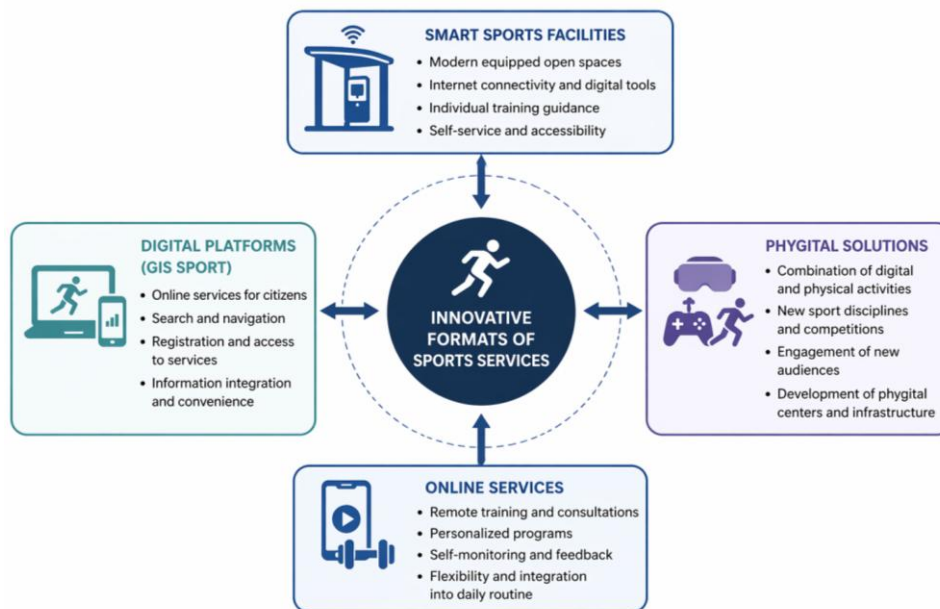 SMART SPORTS FACILITIES
• Modern equipped open spaces
• Internet connectivity and digital tools
• Individual training guidance
• Self-service and accessibility
DIGITAL PLATFORMS
(GIS SPORT)
• Online services for citizens
• Search and navigation
• Registration and access
to services
• Information integration
and convenience
INNOVATIVE
FORMATS OF
SPORTS SERVICES
PHYGITAL SOLUTIONS
• Combination of digital
and physical activities
• New sport disciplines
and competitions
• Engagement of new
audiences
• Development of phygital
centers and infrastructure
ONLINE SERVICES
• Remote training and consultations
• Personalized programs
• Self-monitoring and feedback
• Flexibility and integration
into daily routine